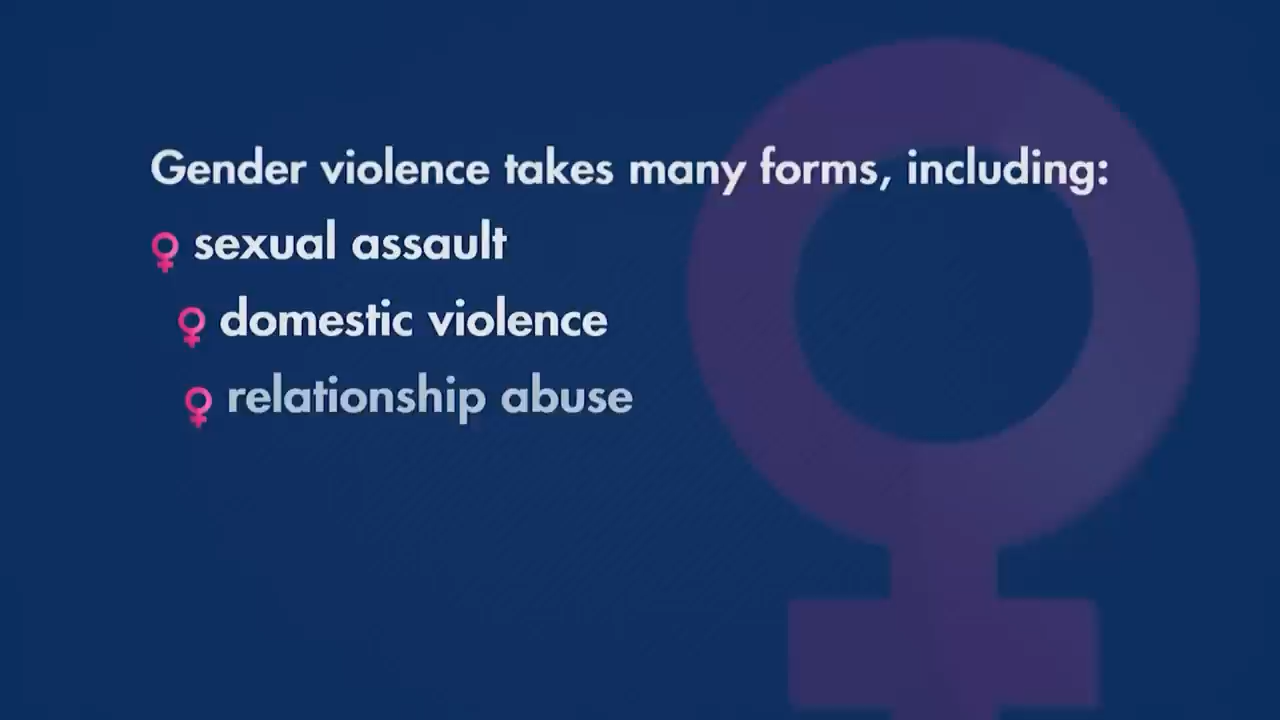 Gender violence takes many forms, including:
sexual assault
domestic violence
relationship abuse